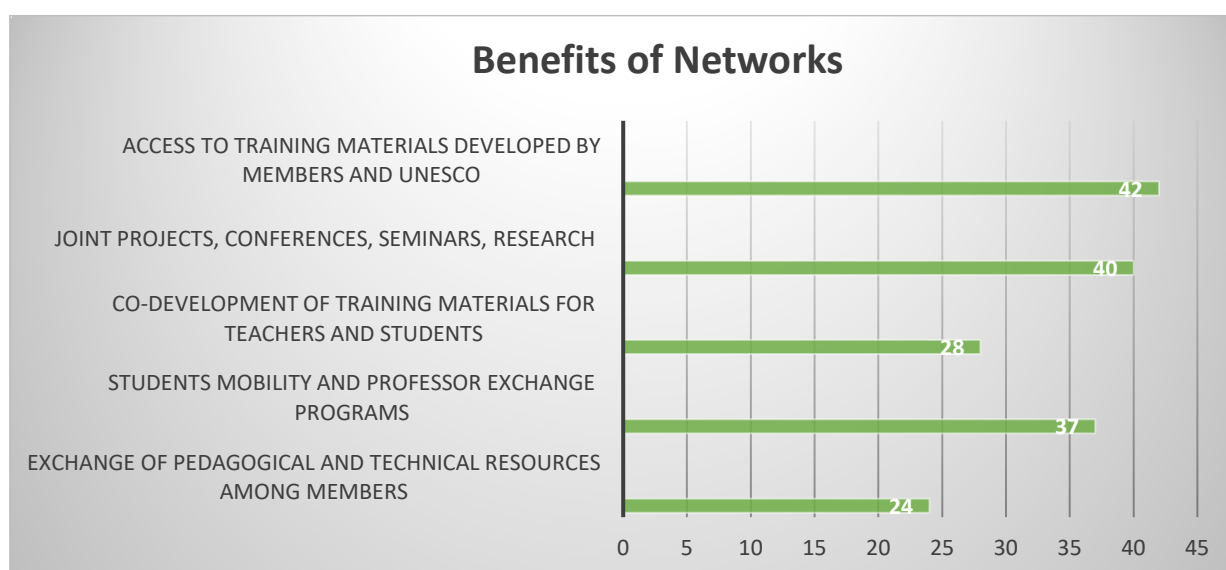 Benefits of Networks
ACCESS TO TRAINING MATERIALS DEVELOPED BY
MEMBERS AND UNESCO
42
JOINT PROJECTS, CONFERENCES, SEMINARS, RESEARCH
40
CO-DEVELOPMENT OF TRAINING MATERIALS FOR
TEACHERS AND STUDENTS
28
STUDENTS MOBILITY AND PROFESSOR EXCHANGE
PROGRAMS
37
EXCHANGE OF PEDAGOGICAL AND TECHNICAL RESOURCES
AMONG MEMBERS
24
0 5 10 15 20 25 30 35 40 45